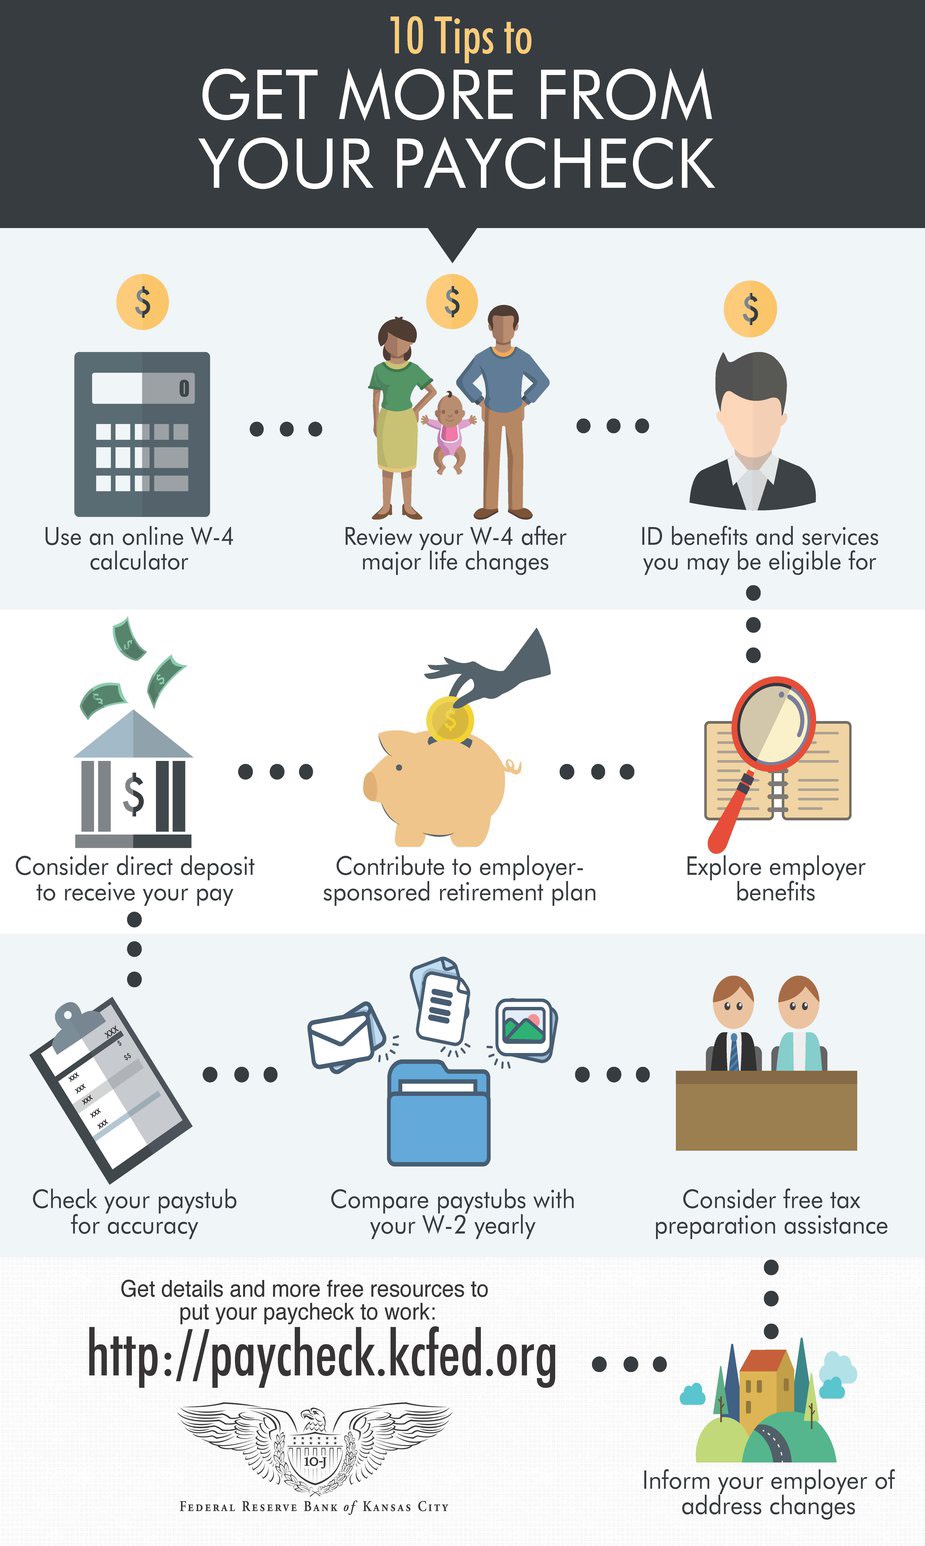 10 Tips to
GET MORE FROM
YOUR PAYCHECK
$
$
$
0
Use an online W-4
calculator
Review your W-4 after
major life changes
ID benefits and services
you may be eligible for
$
$
$
$
$
Consider direct deposit
to receive your pay
Contribute to employer-
sponsored retirement plan
Explore employer
benefits
XXX
$
$$
XXX
XXX
XXX
XXX
XXX
Check your paystub
for accuracy
Compare paystubs with
your W-2 yearly
Consider free tax
preparation assistance
Get details and more free resources to
put your paycheck to work:
http://paycheck.kcfed.org
10-J
FEDERAL RESERVE BANK of KANSAS CITY
Inform your employer of
address changes